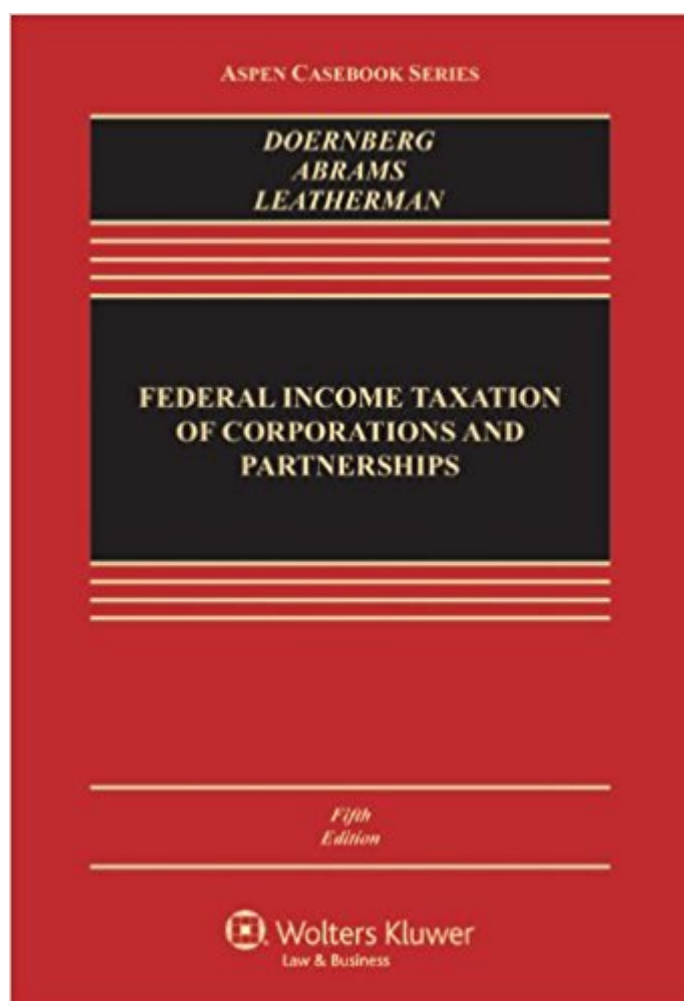 ASPEN CASEBOOK SERIES
DOERNBERG
ABRAMS
LEATHERMAN
FEDERAL INCOME TAXATION
OF CORPORATIONS AND
PARTNERSHIPS
Fifth
Edition
Wolters Kluwer
Law & Business